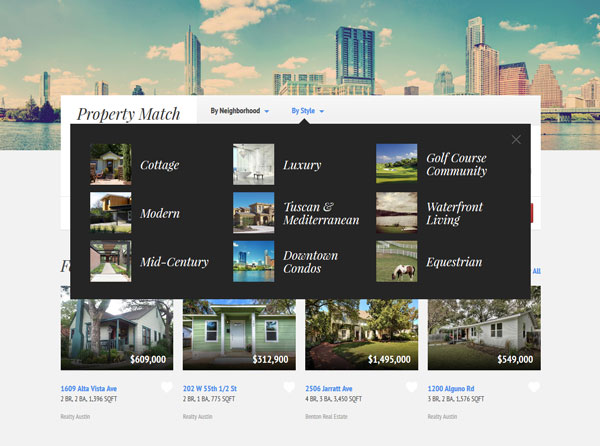 Property Match
By Neighborhood
By Style
Cottage
Luxury
Golf Course
Community
Modern
Tuscan &
Mediterranean
Waterfront
Living
Mid-Century
Downtown
Condos
Equestrian
All
$609,000
$312,900
$1,495,000
$549,000
1609 Alta Vista Ave
2 BR, 2 BA, 1,396 SQFT
Realty Austin
202 W 55th 1/2 St
2 BR, 1 BA, 775 SQFT
Realty Austin
2506 Jarratt Ave
4 BR, 3 BA, 3,450 SQFT
Benton Real Estate
1200 Alguno Rd
3 BR, 2 BA, 1,576 SQFT
Realty Austin